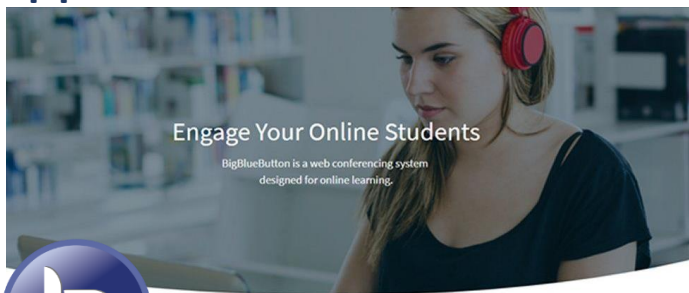 Engage Your Online Students
BigBlueButton is a web conferencing system
designed for online learning.